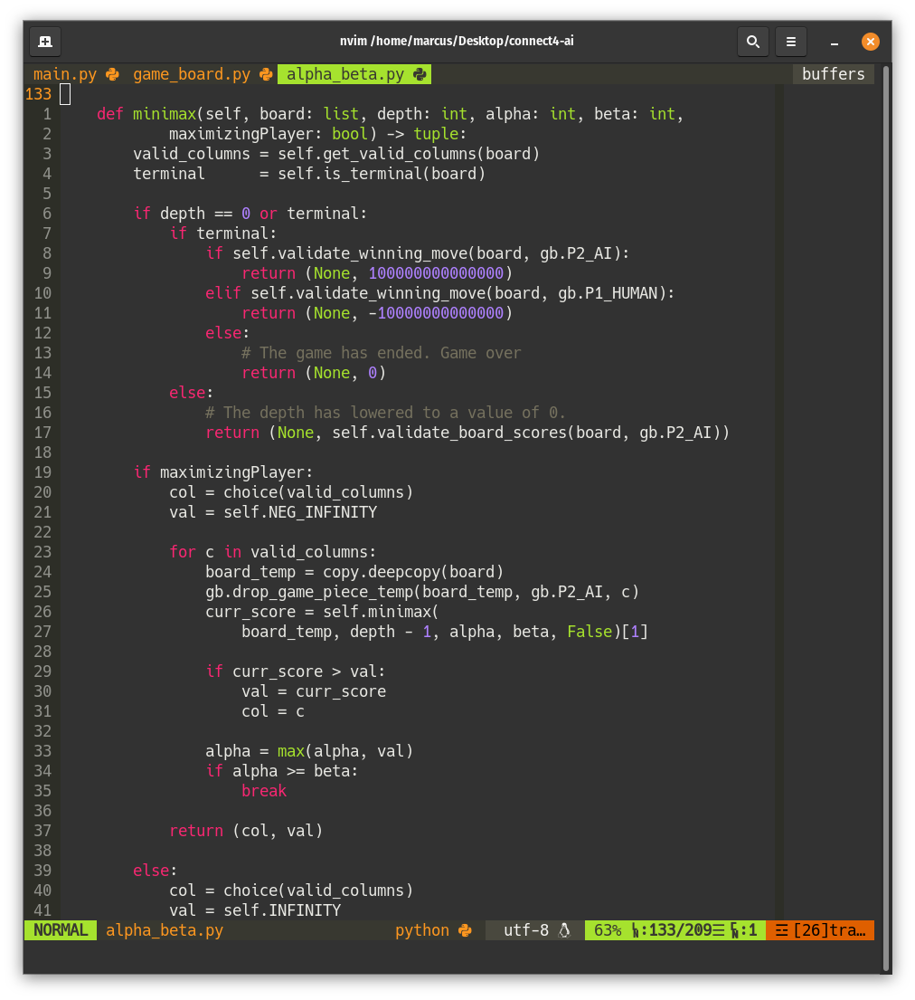 nvim /home/marcus/Desktop/connect4-ai
main.py game_board.py alpha_beta.py buffers
133
1     def minimax(self, board: list, depth: int, alpha: int, beta: int,
2             maximizingPlayer: bool) -> tuple:
3         valid_columns = self.get_valid_columns(board)
4         terminal      = self.is_terminal(board)
5
6         if depth == 0 or terminal:
7             if terminal:
8                 if self.validate_winning_move(board, gb.P2_AI):
9                     return (None, 100000000000000)
10                 elif self.validate_winning_move(board, gb.P1_HUMAN):
11                     return (None, -10000000000000)
12                 else:
13                     # The game has ended. Game over
14                     return (None, 0)
15             else:
16                 # The depth has lowered to a value of 0.
17                 return (None, self.validate_board_scores(board, gb.P2_AI))
18
19         if maximizingPlayer:
20             col = choice(valid_columns)
21             val = self.NEG_INFINITY
22
23             for c in valid_columns:
24                 board_temp = copy.deepcopy(board)
25                 gb.drop_game_piece_temp(board_temp, gb.P2_AI, c)
26                 curr_score = self.minimax(
27                     board_temp, depth - 1, alpha, beta, False)[1]
28
29                 if curr_score > val:
30                     val = curr_score
31                     col = c
32
33                 alpha = max(alpha, val)
34                 if alpha >= beta:
35                     break
36
37             return (col, val)
38
39         else:
40             col = choice(valid_columns)
41             val = self.INFINITY
NORMAL alpha_beta.py python utf-8 63% :133/209☰ :1 ☲ [26]tra…